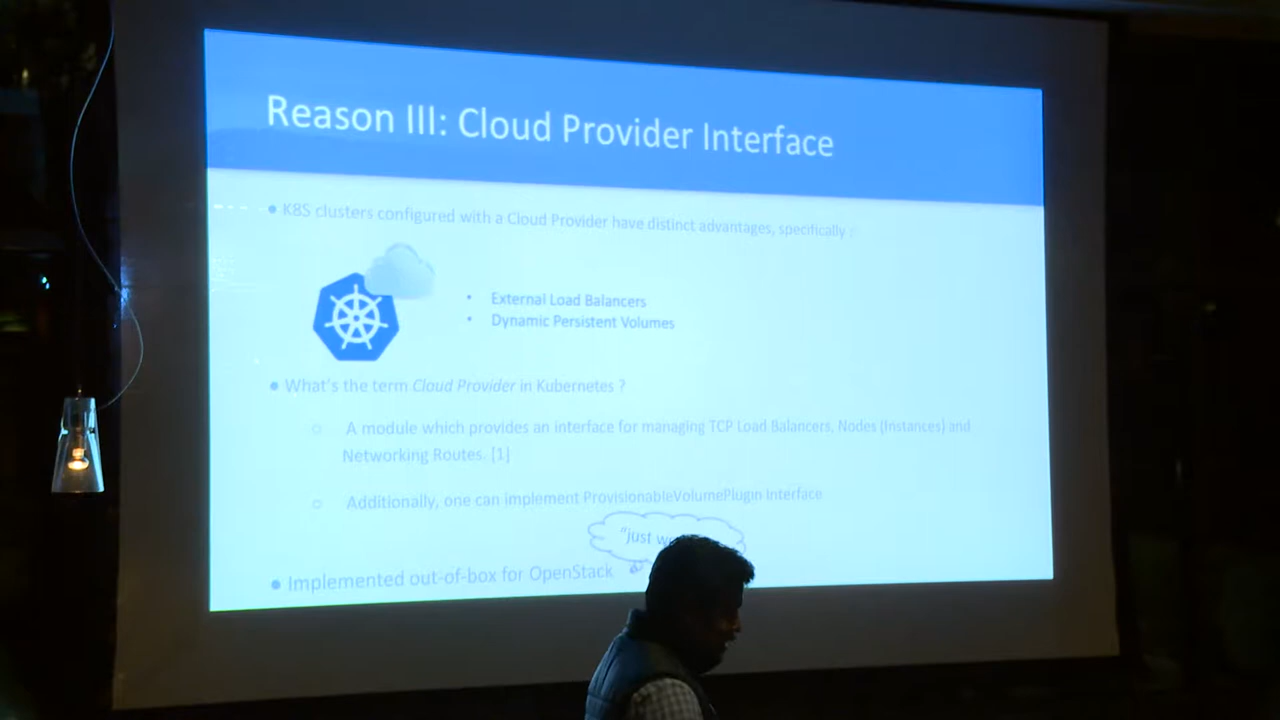 Reason III: Cloud Provider Interface
● K8S clusters configured with a Cloud Provider have distinct advantages, specifically :
• External Load Balancers
• Dynamic Persistent Volumes
● What's the term Cloud Provider in Kubernetes ?
○ A module which provides an interface for managing TCP Load Balancers, Nodes (Instances) and
Networking Routes. [1]
○ Additionally, one can implement ProvisionableVolumePlugin Interface
"just
● Implemented out-of-box for OpenStack